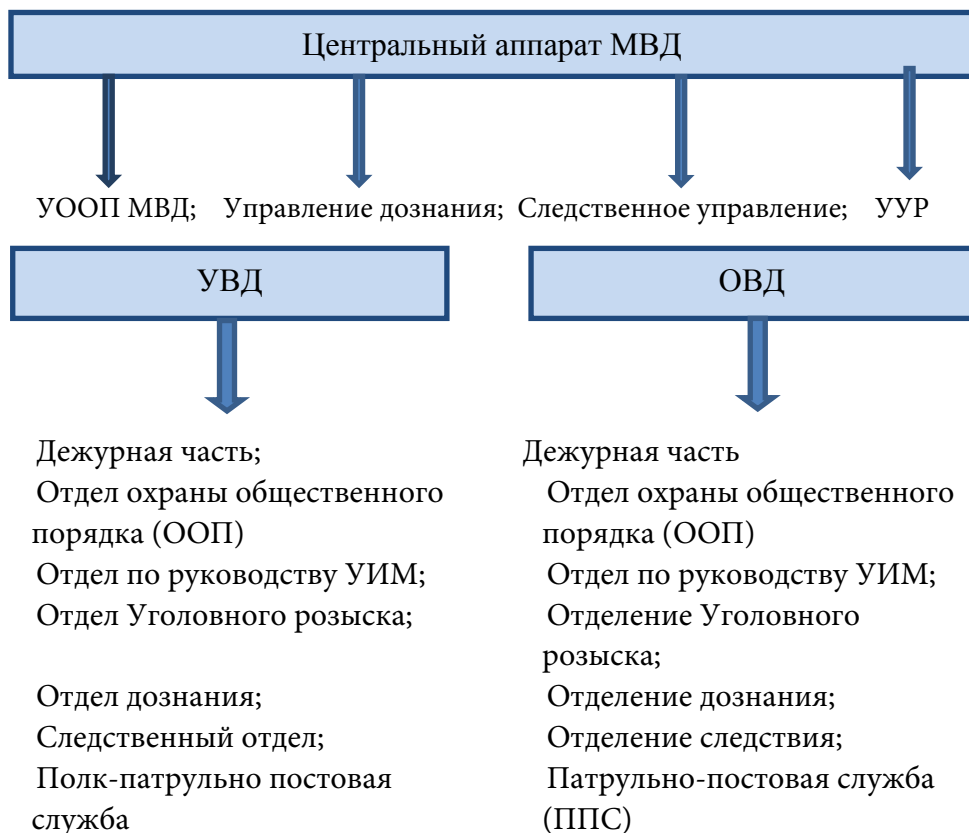 Центральный аппарат МВД
УООП МВД; Управление дознания; Следственное управление; УУР
УВД
Дежурная часть;
Отдел охраны общественного
порядка (ООП)
Отдел по руководству УИМ;
Отдел Уголовного розыска;
Отдел дознания;
Следственный отдел;
Полк-патрульно постовая
служба
ОВД
Дежурная часть
Отдел охраны общественного
порядка (ООП)
Отдел по руководству УИМ;
Отделение Уголовного
розыска;
Отделение дознания;
Отделение следствия;
Патрульно-постовая служба
(ППС)